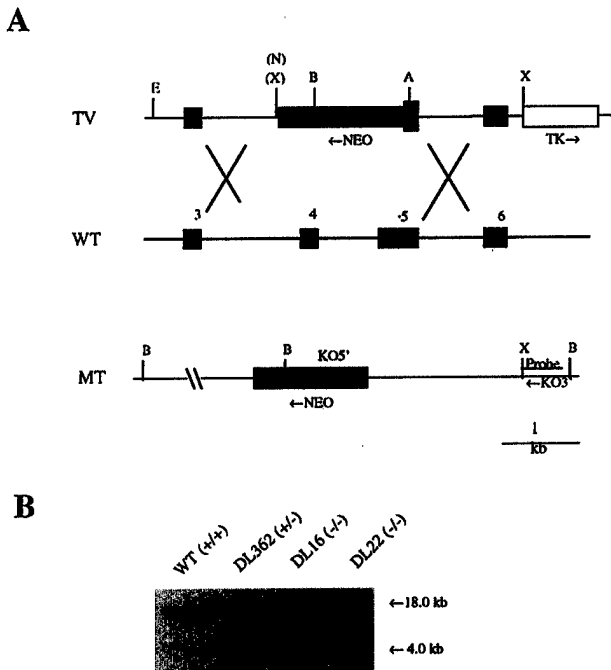 A
(N)
E (X) B A X
TV
←NEO TK→
3 4 -5 6
WT
B B KO5' X Probe B
MT ←KO3'
←NEO
1
kb
B
WT (+/+) DL362 (+/-) DL16 (-/-) DL22 (-/-)
←18.0 kb
←4.0 kb